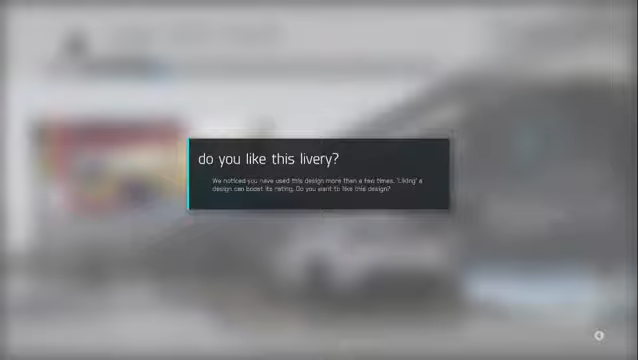 do you like this livery?
We noticed you have used this design more than a few times. 'Liking' a
design can boost its rating. Do you want to like this design?